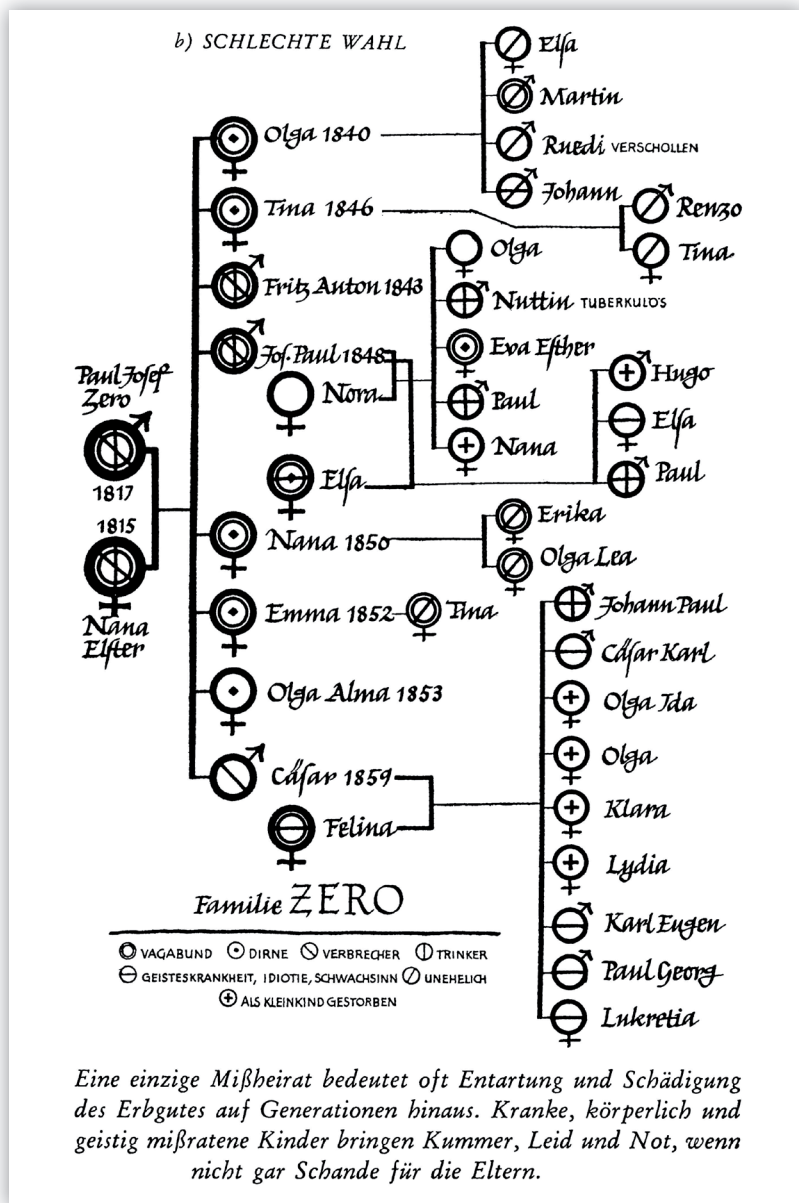 b) SCHLECHTE WAHL
Elſa
Martin
Ruedi VERSCHOLLEN
Johann
Olga 1840
Tina 1846
Renzo
Tina
Fritz Anton 1843
Jof. Paul 1848
Olga
Nuttin TUBERKULÖS
Eva Eſther
Paul
Nana
Nora
Elſa
Hugo
Elſa
Paul
Paul Joſef
Zero
1817
1815
Nana
Elſter
Nana 1850
Erika
Olga Lea
Emma 1852
Tina
Olga Alma 1853
Cäſar 1859
Felina
Johann Paul
Cäſar Karl
Olga Ida
Olga
Klara
Lydia
Karl Eugen
Paul Georg
Lukretia
Familie ZERO
VAGABUND DIRNE VERBRECHER TRINKER
GEISTESKRANKHEIT, IDIOTIE, SCHWACHSINN UNEHELICH
ALS KLEINKIND GESTORBEN
Eine einzige Mißheirat bedeutet oft Entartung und Schädigung
des Erbgutes auf Generationen hinaus. Kranke, körperlich und
geistig mißratene Kinder bringen Kummer, Leid und Not, wenn
nicht gar Schande für die Eltern.